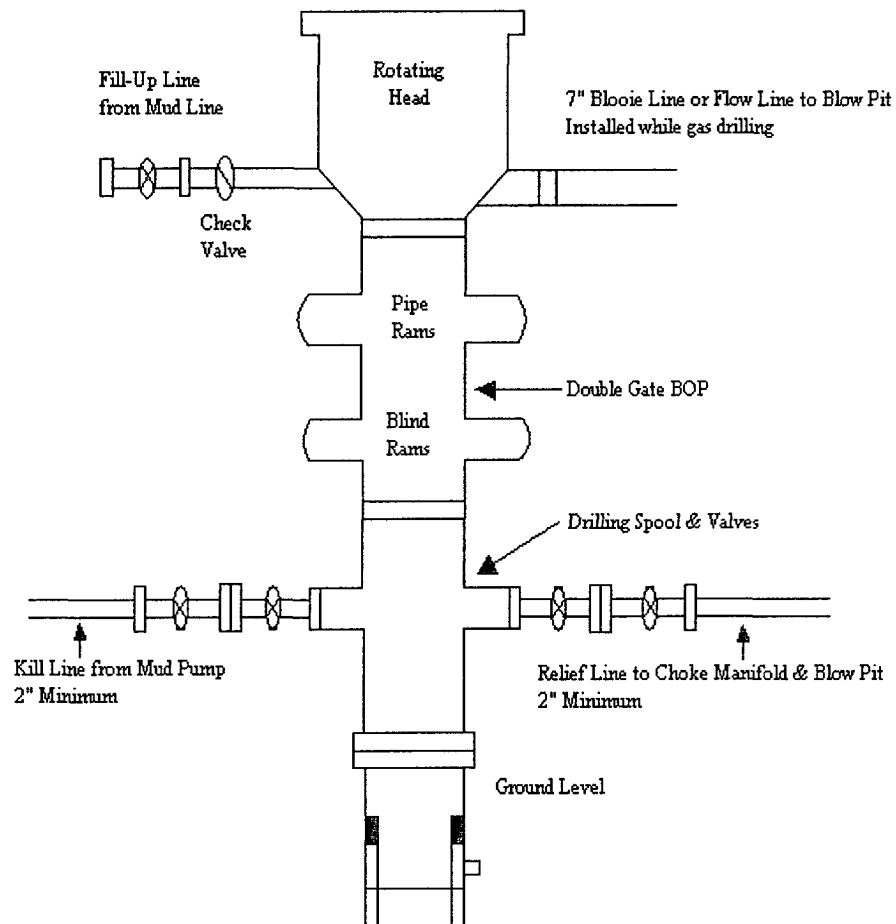 Rotating
Head
Fill-Up Line
from Mud Line
7" Blooie Line or Flow Line to Blow Pit
Installed while gas drilling
Check
Valve
Pipe
Rams
Double Gate BOP
Blind
Rams
Drilling Spool & Valves
Kill Line from Mud Pump
2" Minimum
Relief Line to Choke Manifold & Blow Pit
2" Minimum
Ground Level